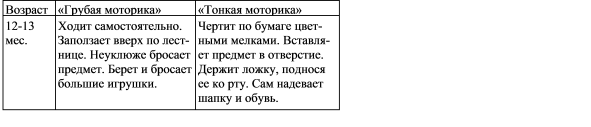 Возраст «Грубая моторика» «Тонкая моторика»
12-13 мес.
Ходит самостоятельно.
Заползает вверх по лест-
нице. Неуклюже бросает
предмет. Берет и бросает
большие игрушки.
Чертит по бумаге цвет-
ными мелками. Вставля-
ет предмет в отверстие.
Держит ложку, поднося
ее ко рту. Сам надевает
шапку и обувь.